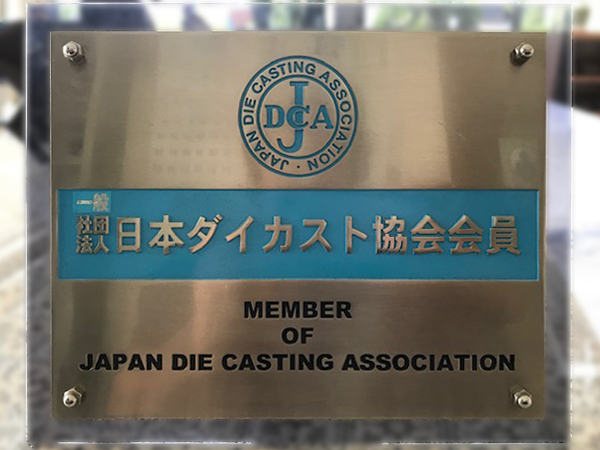 JAPAN DIE CASTING ASSOCIATION
JDCA
一般
社団
法人
日本ダイカスト協会会員
MEMBER
OF
JAPAN DIE CASTING ASSOCIATION